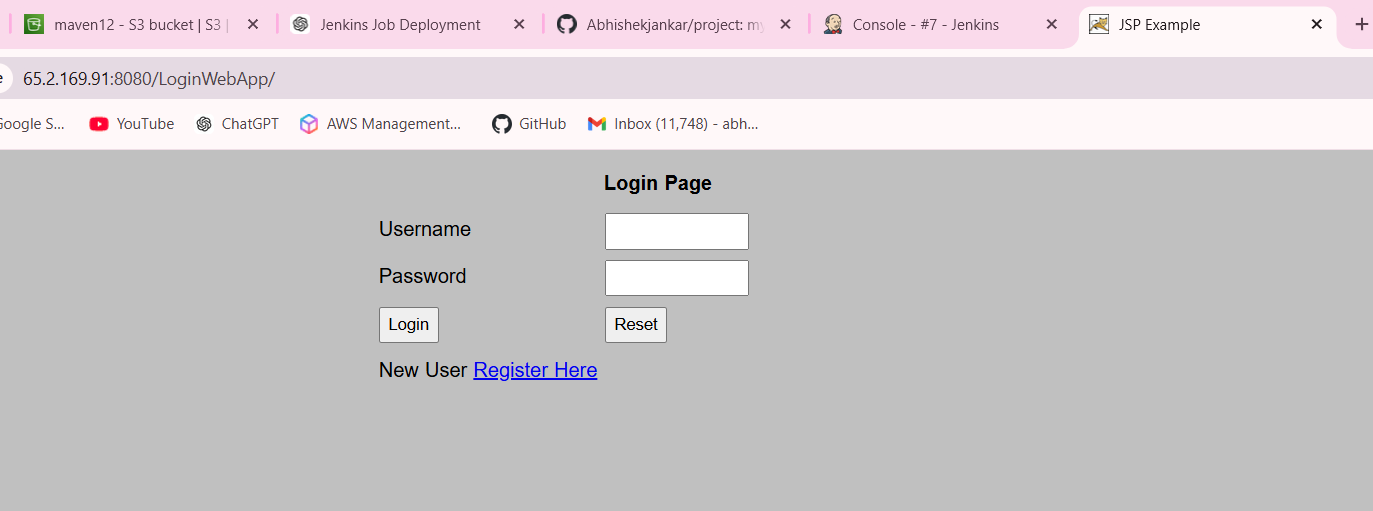 maven12 - S3 bucket | S3 | Jenkins Job Deployment Abhishekjankar/project: my Console - #7 - Jenkins JSP Example
65.2.169.91:8080/LoginWebApp/
Google S... YouTube ChatGPT AWS Management... GitHub Inbox (11,748) - abh...
Login Page
Username
Password
Login Reset
New User Register Here